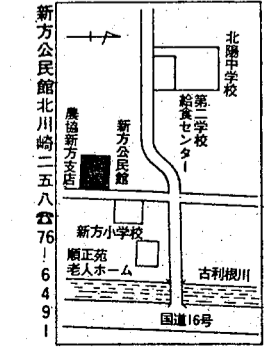 新方公民館北川崎二五八☎76-6491
北陽中学校
第二学校
給食センター
新方公民館
農協新方支店
新方小学校
順正苑
老人ホーム
古利根川
国道16号